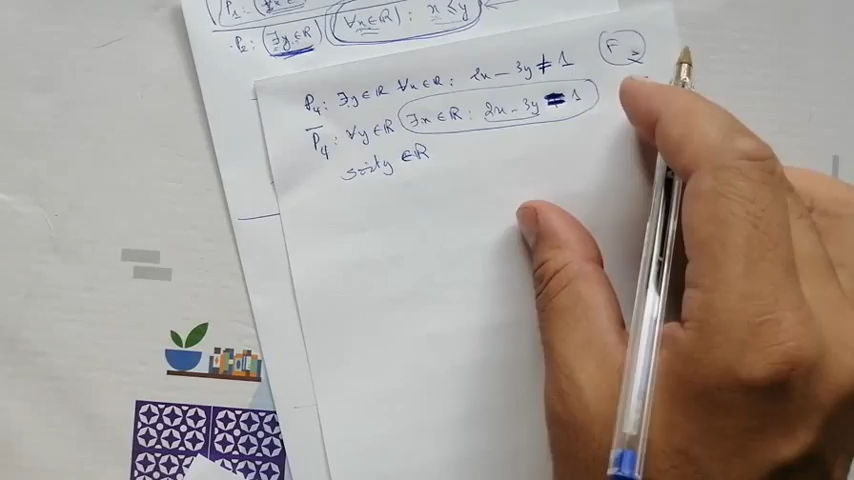 P₁: (∀x∈ℝ)
P₂: (∃y∈ℝ) (∀x∈ℝ): x ≤ y
P₄: ∃y∈ℝ ∀x∈ℝ: 2x - 3y ≠ 1 F
P̅₄: ∀y∈ℝ ∃x∈ℝ: 2x - 3y = 1
soit y ∈ℝ